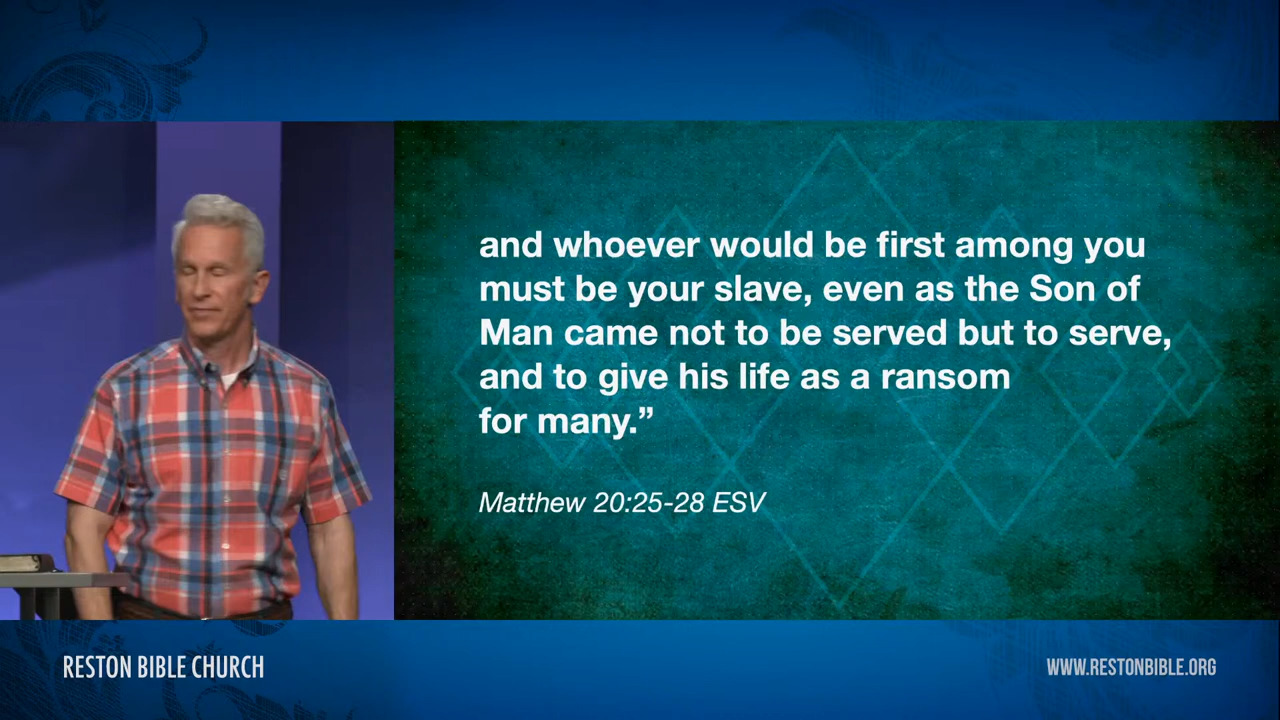 and whoever would be first among you
must be your slave, even as the Son of
Man came not to be served but to serve,
and to give his life as a ransom
for many.”
Matthew 20:25-28 ESV
RESTON BIBLE CHURCH
WWW.RESTONBIBLE.ORG